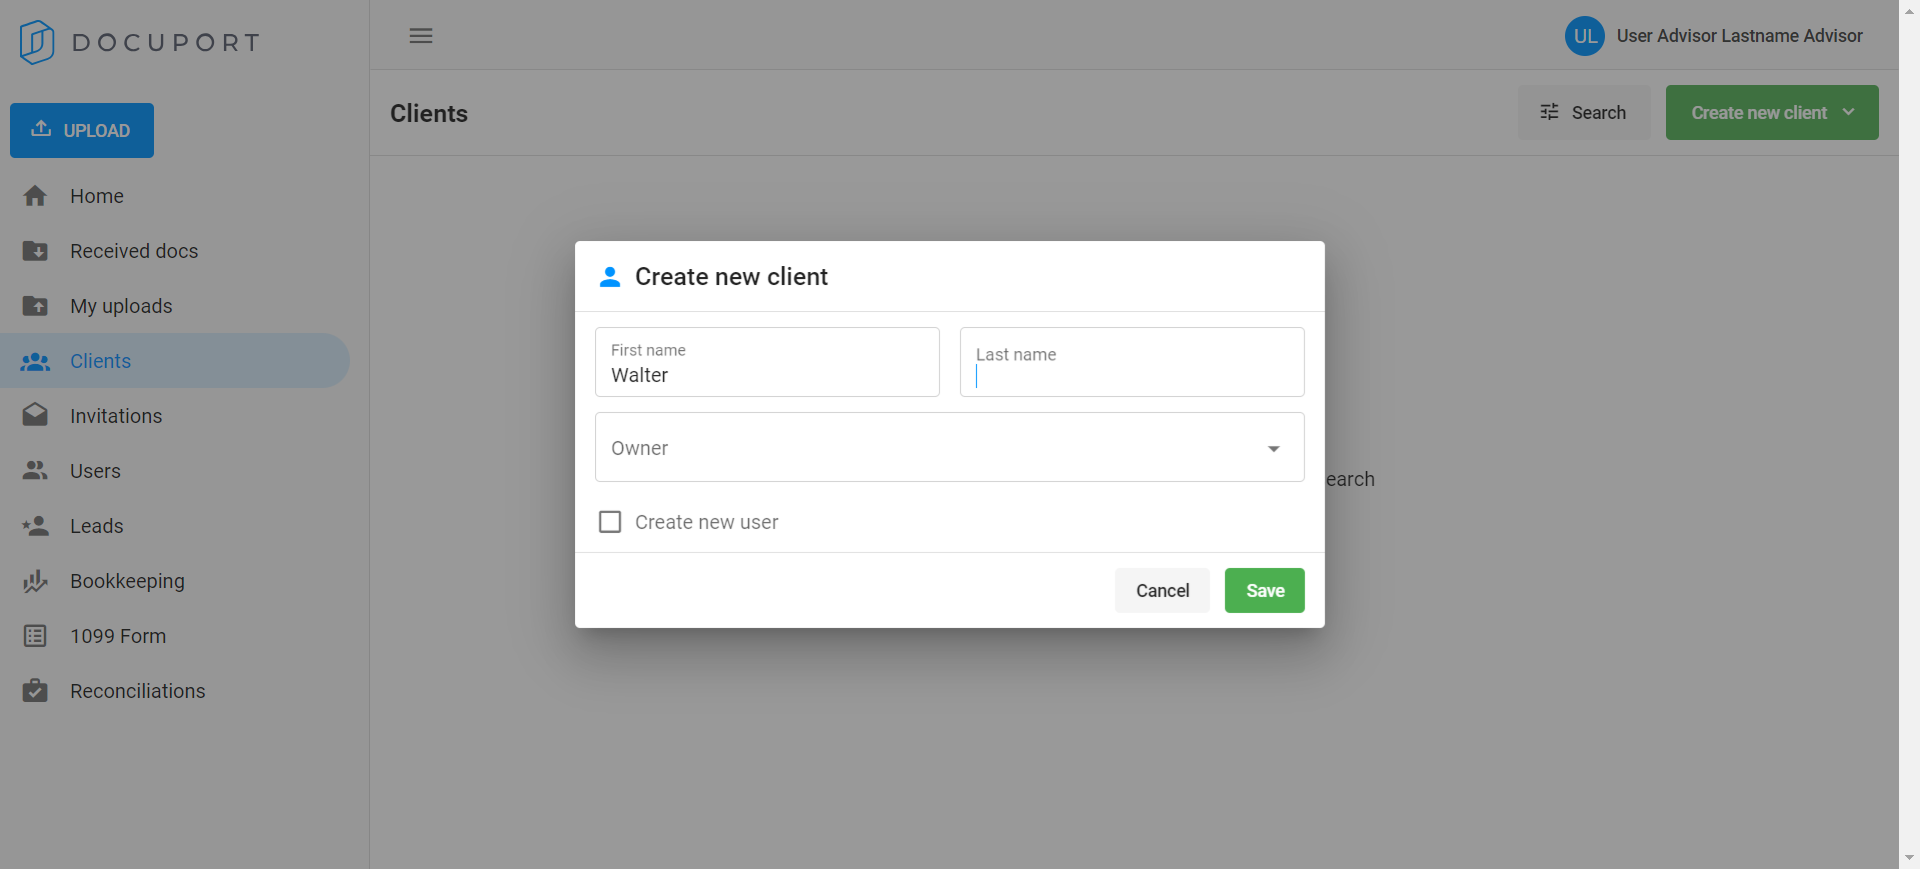 DOCUPORT
UL
User Advisor Lastname Advisor
UPLOAD
Clients
Search
Create new client
Home
Received docs
My uploads
Clients
Invitations
Users
Leads
Bookkeeping
1099 Form
Reconciliations
Create new client
First name
Walter
Last name
Owner
earch
Create new user
Cancel
Save